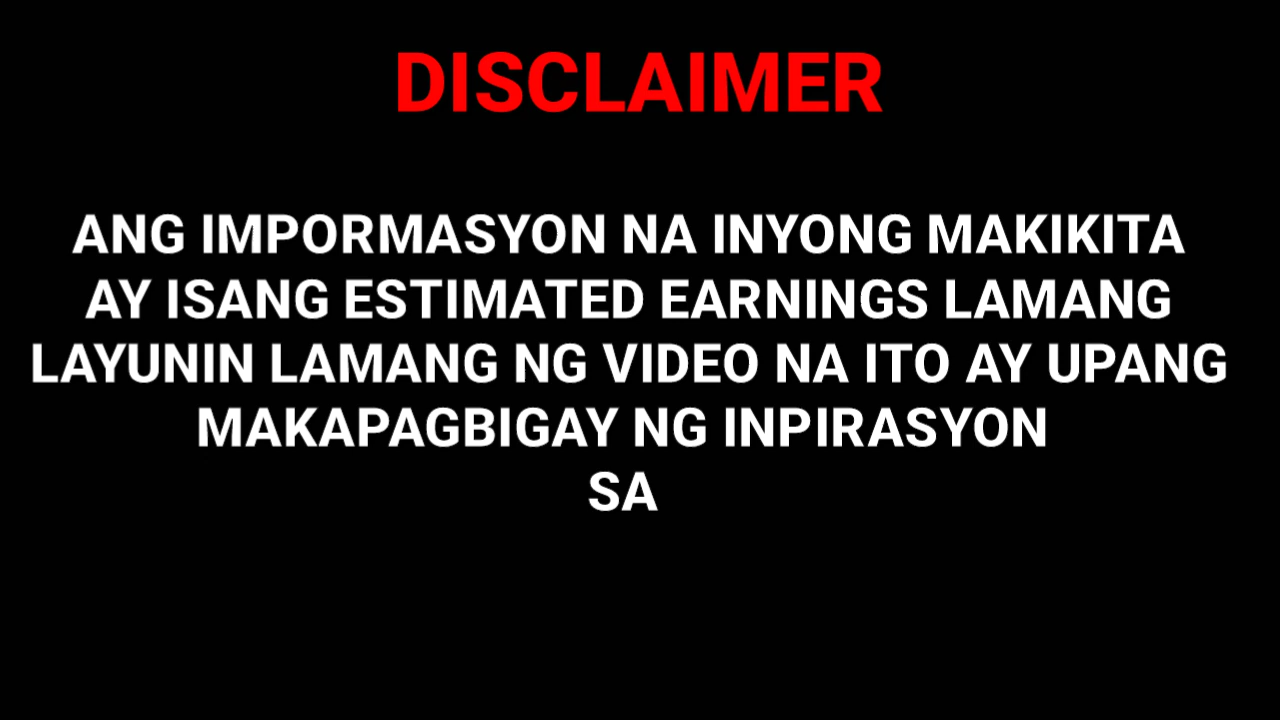 DISCLAIMER
ANG IMPORMASYON NA INYONG MAKIKITA
AY ISANG ESTIMATED EARNINGS LAMANG
LAYUNIN LAMANG NG VIDEO NA ITO AY UPANG
MAKAPAGBIGAY NG INPIRASYON
SA